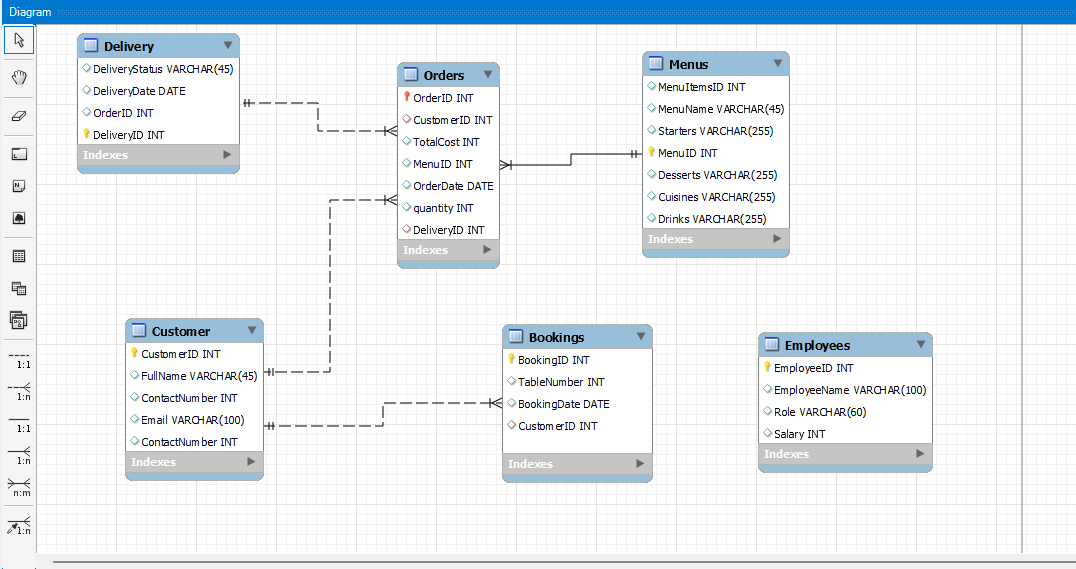 Diagram
Delivery
DeliveryStatus VARCHAR(45)
DeliveryDate DATE
OrderID INT
DeliveryID INT
Indexes
Orders
OrderID INT
CustomerID INT
TotalCost INT
MenuID INT
OrderDate DATE
quantity INT
DeliveryID INT
Indexes
Menus
MenuItemsID INT
MenuName VARCHAR(45)
Starters VARCHAR(255)
MenuID INT
Desserts VARCHAR(255)
Cuisines VARCHAR(255)
Drinks VARCHAR(255)
Indexes
Customer
CustomerID INT
FullName VARCHAR(45)
ContactNumber INT
Email VARCHAR(100)
ContactNumber INT
Indexes
Bookings
BookingID INT
TableNumber INT
BookingDate DATE
CustomerID INT
Indexes
Employees
EmployeeID INT
EmployeeName VARCHAR(100)
Role VARCHAR(60)
Salary INT
Indexes
1:1
1:n
1:1
1:n
n:m
1:n